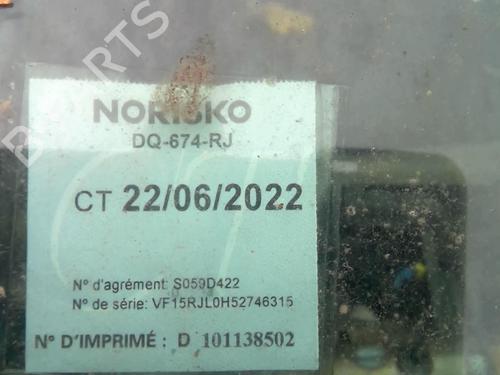 NORISKO
DQ-674-RJ
CT 22/06/2022
N° d'agrément: S059D422
N° de série: VF15RJL0H52746315
N° D'IMPRIMÉ : D 101138502